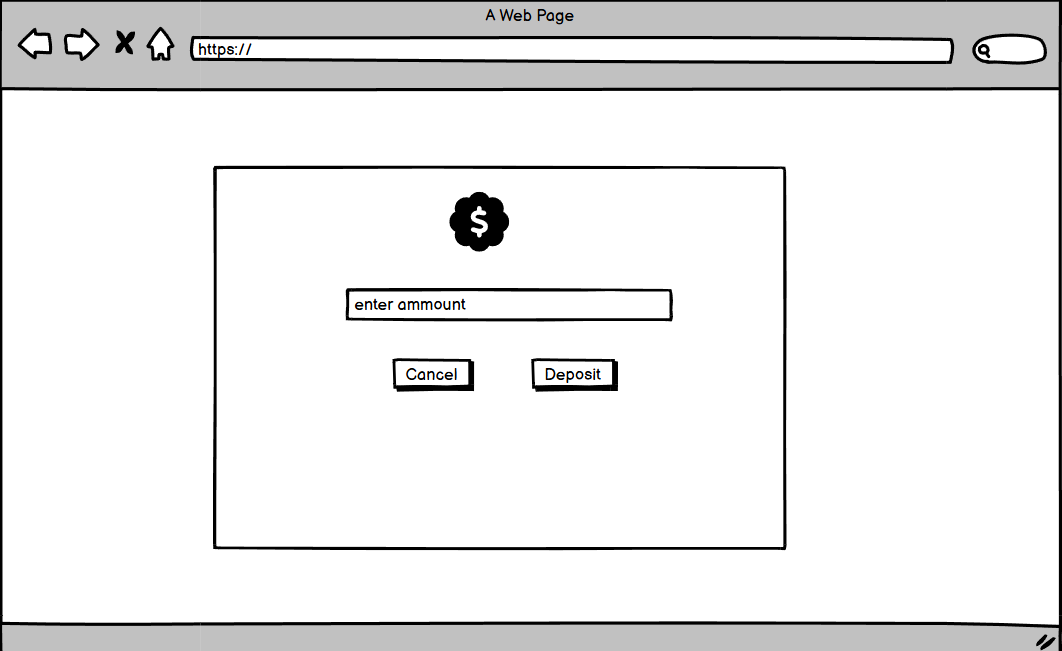 A Web Page
https://
$
enter ammount
Cancel
Deposit